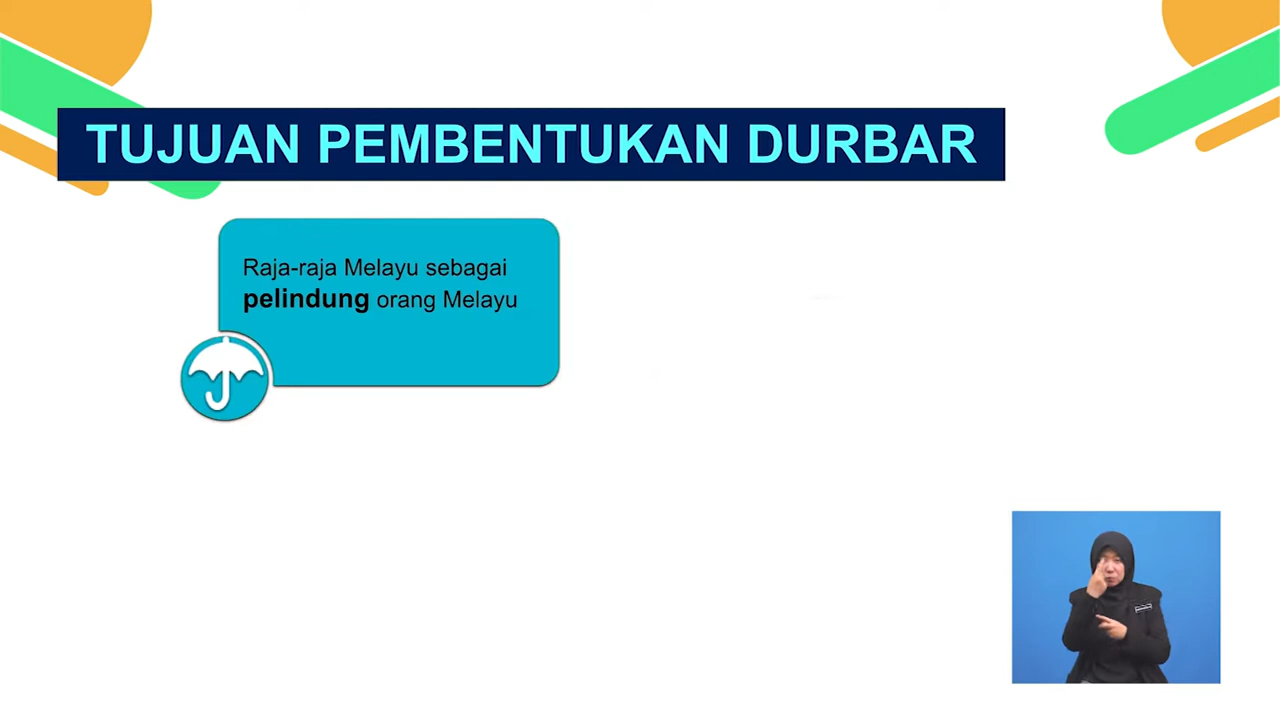 TUJUAN PEMBENTUKAN DURBAR
Raja-raja Melayu sebagai
pelindung orang Melayu